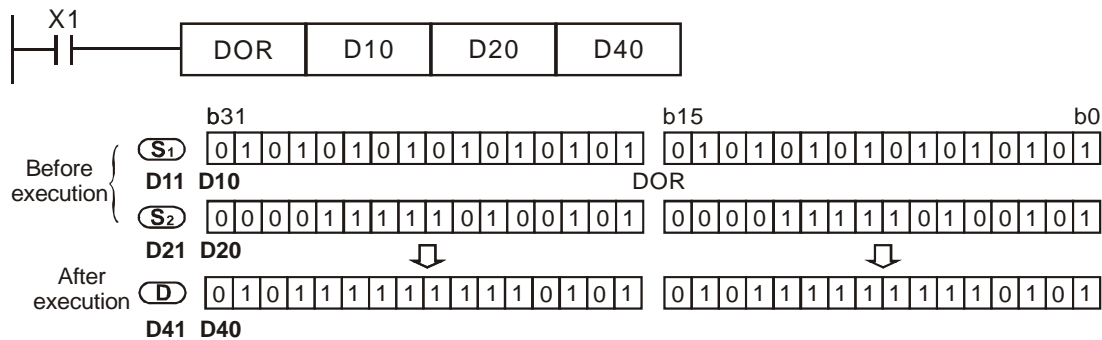 X1
DOR D10 D20 D40
b31 b15 b0
Before execution
S1 0 1 0 1 0 1 0 1 0 1 0 1 0 1 0 1 0 1 0 1 0 1 0 1 0 1 0 1 0 1 0 1
D11 D10 DOR
S2 0 0 0 0 1 1 1 1 1 0 1 0 0 1 0 1 0 0 0 0 1 1 1 1 1 0 1 0 0 1 0 1
D21 D20
After execution
D 0 1 0 1 1 1 1 1 1 1 1 1 0 1 0 1 0 1 0 1 1 1 1 1 1 1 1 1 0 1 0 1
D41 D40